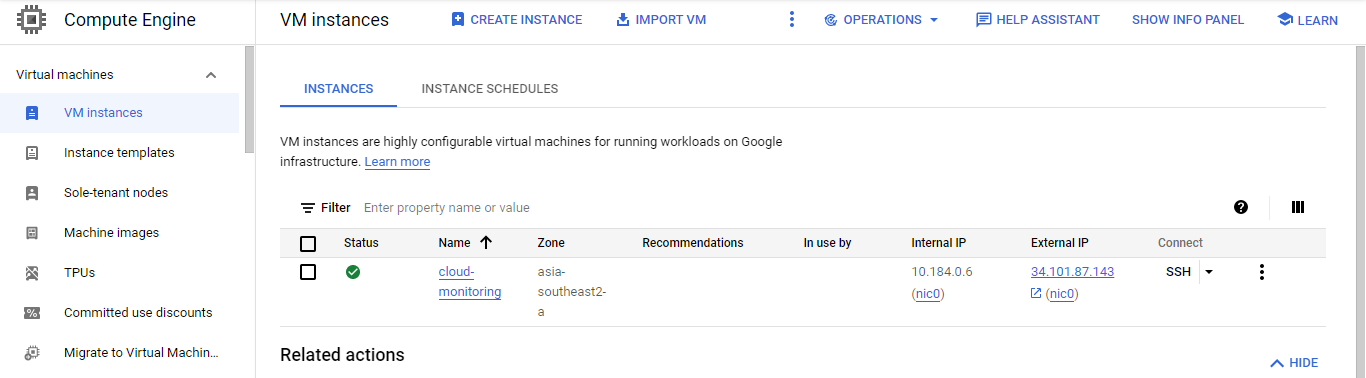 Compute Engine
VM instances
CREATE INSTANCE
IMPORT VM
OPERATIONS
HELP ASSISTANT
SHOW INFO PANEL
LEARN
Virtual machines
VM instances
Instance templates
Sole-tenant nodes
Machine images
TPUs
Committed use discounts
Migrate to Virtual Machin...
INSTANCES
INSTANCE SCHEDULES
VM instances are highly configurable virtual machines for running workloads on Google
infrastructure. Learn more
Filter Enter property name or value
Status Name Zone Recommendations In use by Internal IP External IP Connect
cloud-
monitoring
asia-
southeast2-
a
10.184.0.6
(nic0)
34.101.87.143
(nic0)
SSH
Related actions
HIDE